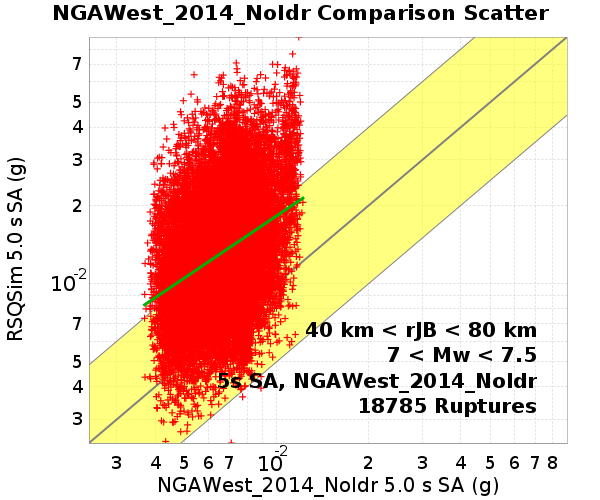 NGAWest_2014_NoIdr Comparison Scatter
7
5
4
3
2
10-2
7
5
4
3
RSQSim 5.0 s SA (g)
40 km < rJB < 80 km
7 < Mw < 7.5
5s SA, NGAWest_2014_NoIdr
18785 Ruptures
3 4 5 6 7 10-2 2 3 4 5 6 7 8
NGAWest_2014_NoIdr 5.0 s SA (g)